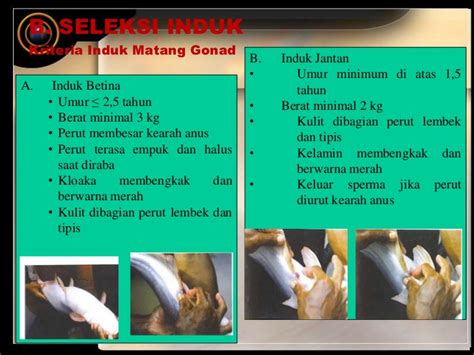 B. SELEKSI INDUK
Kriteria Induk Matang Gonad
A. Induk Betina
• Umur ≤ 2,5 tahun
• Berat minimal 3 kg
• Perut membesar kearah anus
• Perut terasa empuk dan halus
saat diraba
• Kloaka membengkak dan
berwarna merah
• Kulit dibagian perut lembek dan
tipis
B. Induk Jantan
• Umur minimum di atas 1,5
tahun
• Berat minimal 2 kg
• Kulit dibagian perut lembek
dan tipis
• Kelamin membengkak dan
berwarna merah
• Keluar sperma jika perut
diurut kearah anus